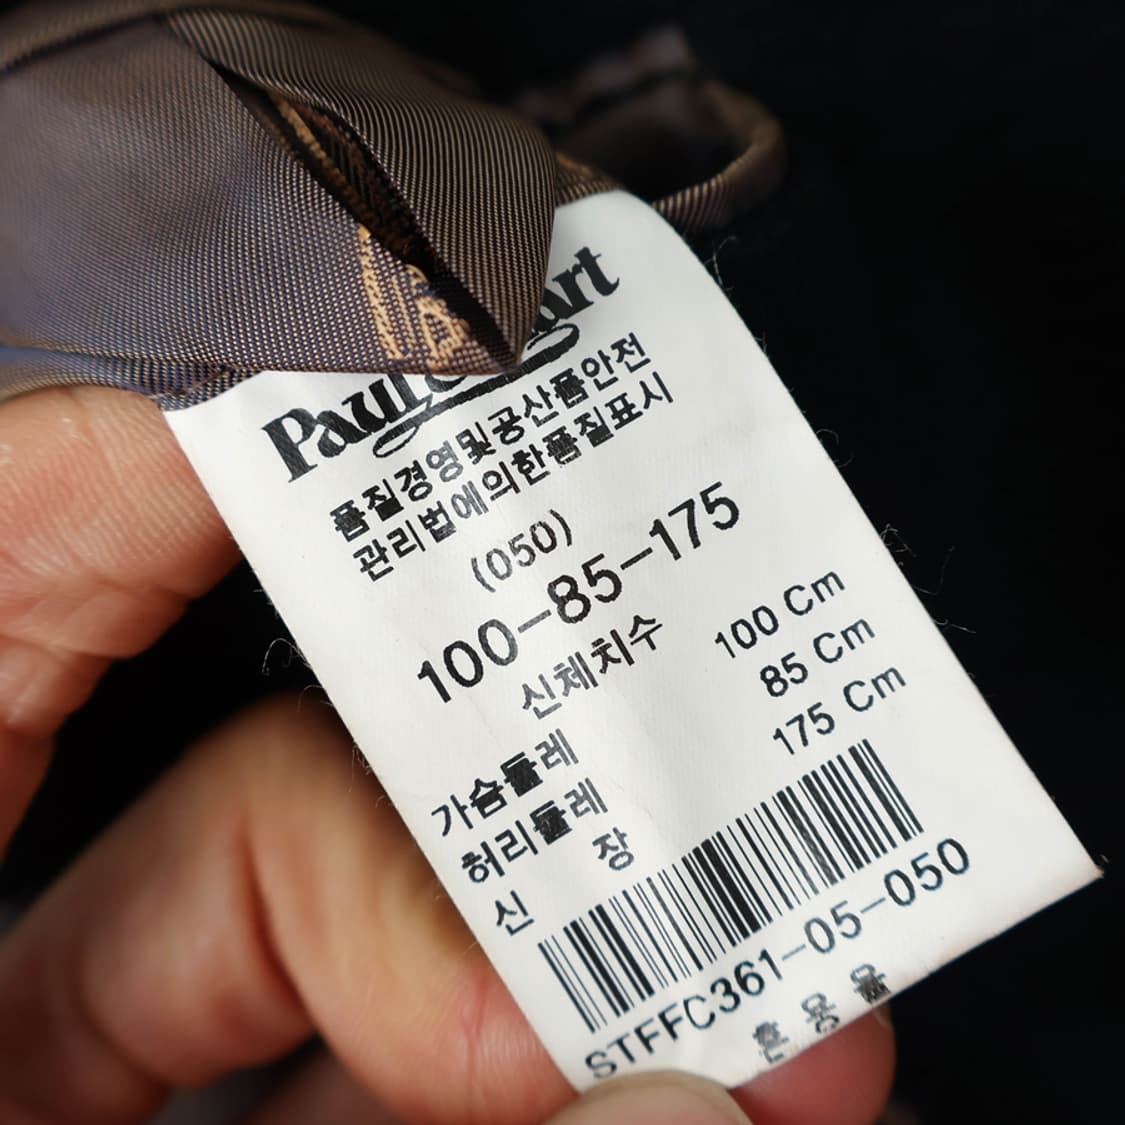 Paul
art
품질경영및공산품안전
관리법에의한품질표시
(050)
100-85-175
신체치수
가슴둘레 100 Cm
허리둘레 85 Cm
신 장 175 Cm
STFFC361-05-050
혼용율